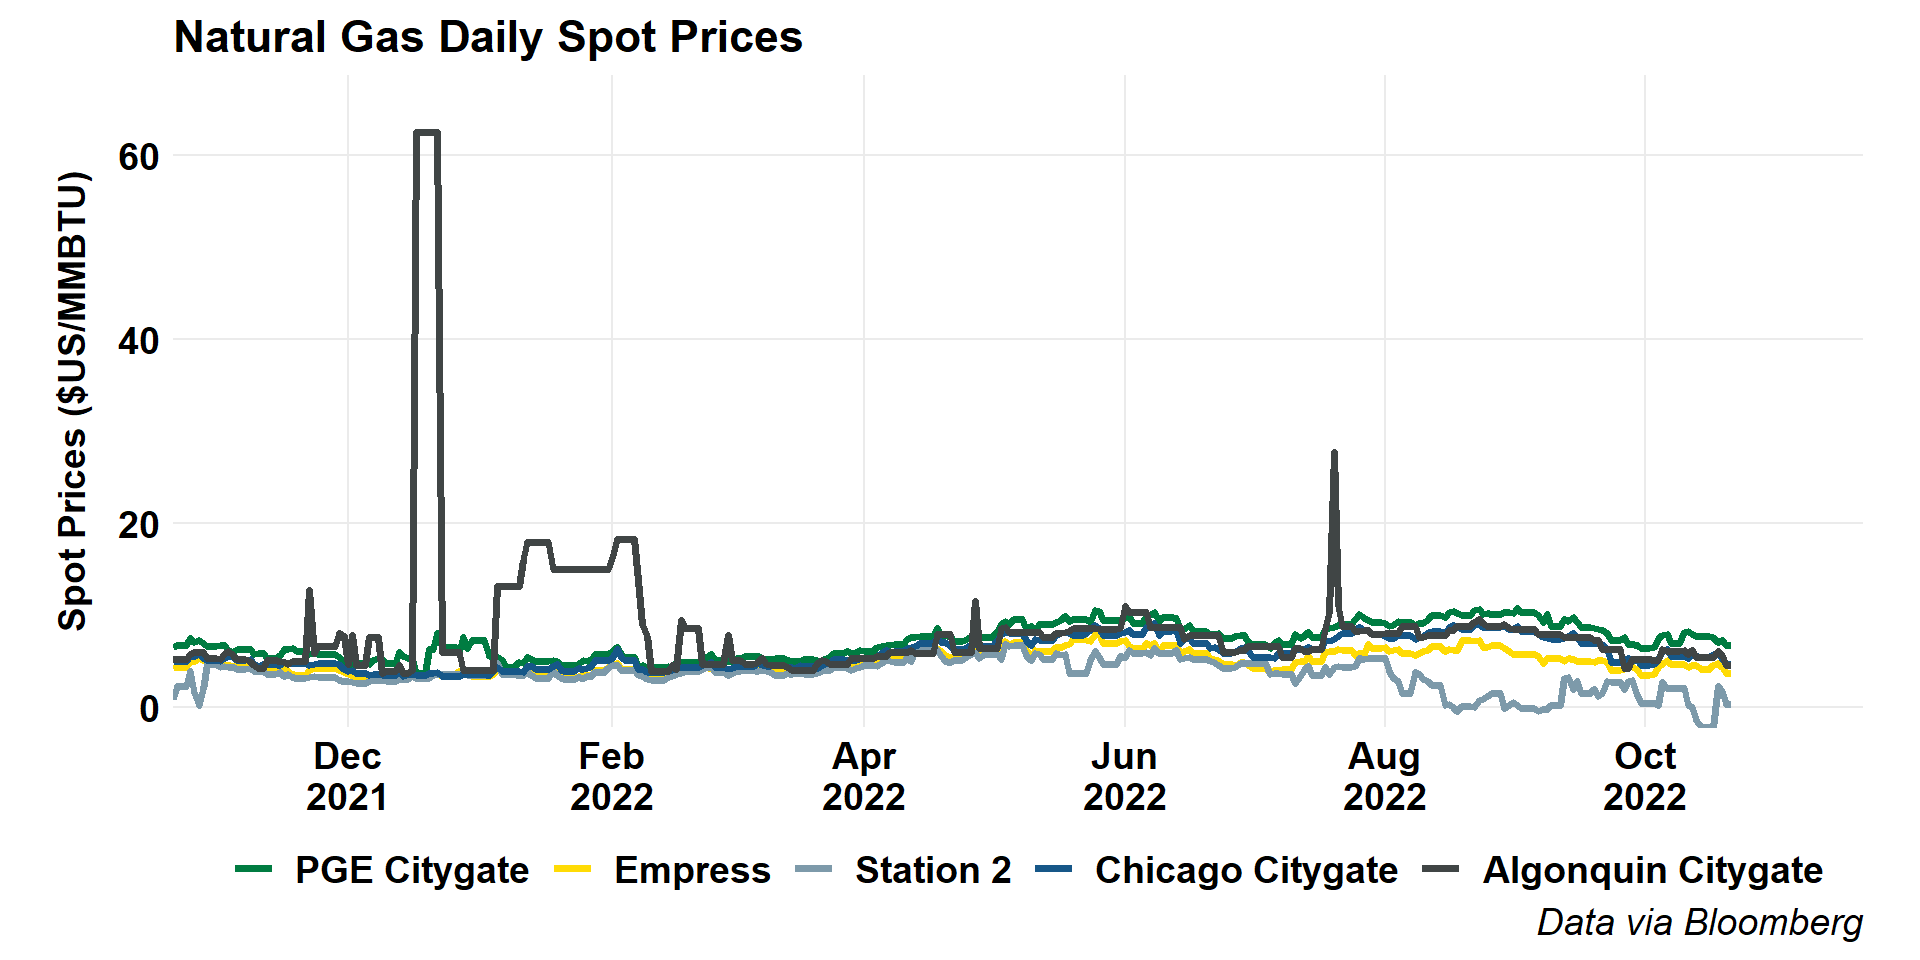 Natural Gas Daily Spot Prices
Spot Prices ($US/MMBTU)
60
40
20
0
Dec
2021
Feb
2022
Apr
2022
Jun
2022
Aug
2022
Oct
2022
PGE Citygate Empress Station 2 Chicago Citygate Algonquin Citygate
Data via Bloomberg